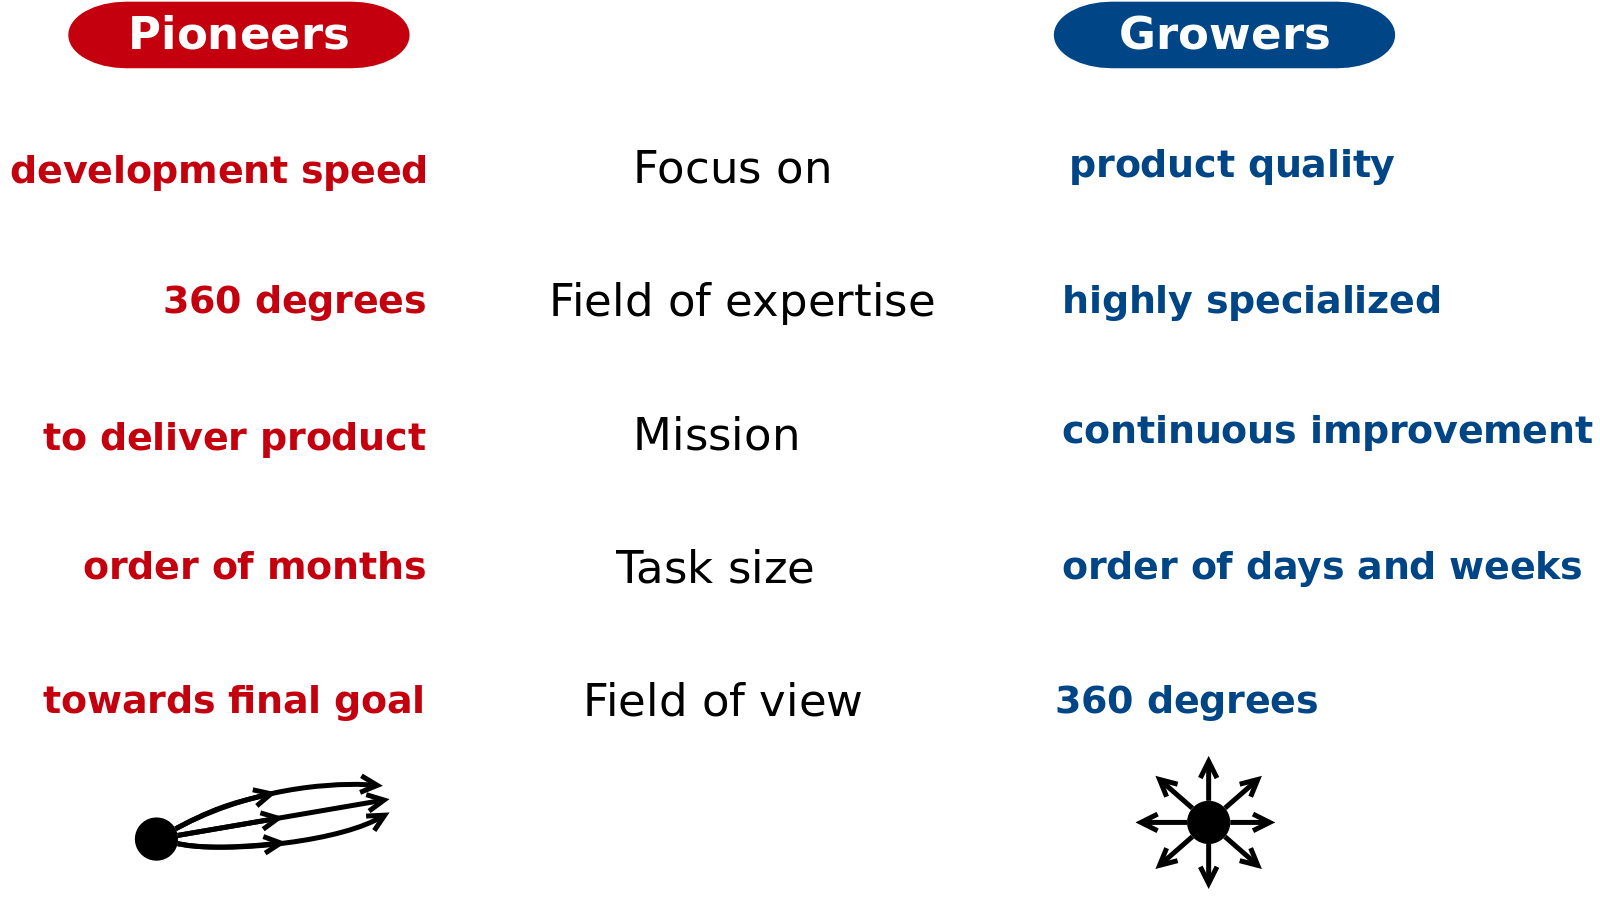 Pioneers
Growers
development speed
Focus on
product quality
360 degrees
Field of expertise
highly specialized
to deliver product
Mission
continuous improvement
order of months
Task size
order of days and weeks
towards final goal
Field of view
360 degrees